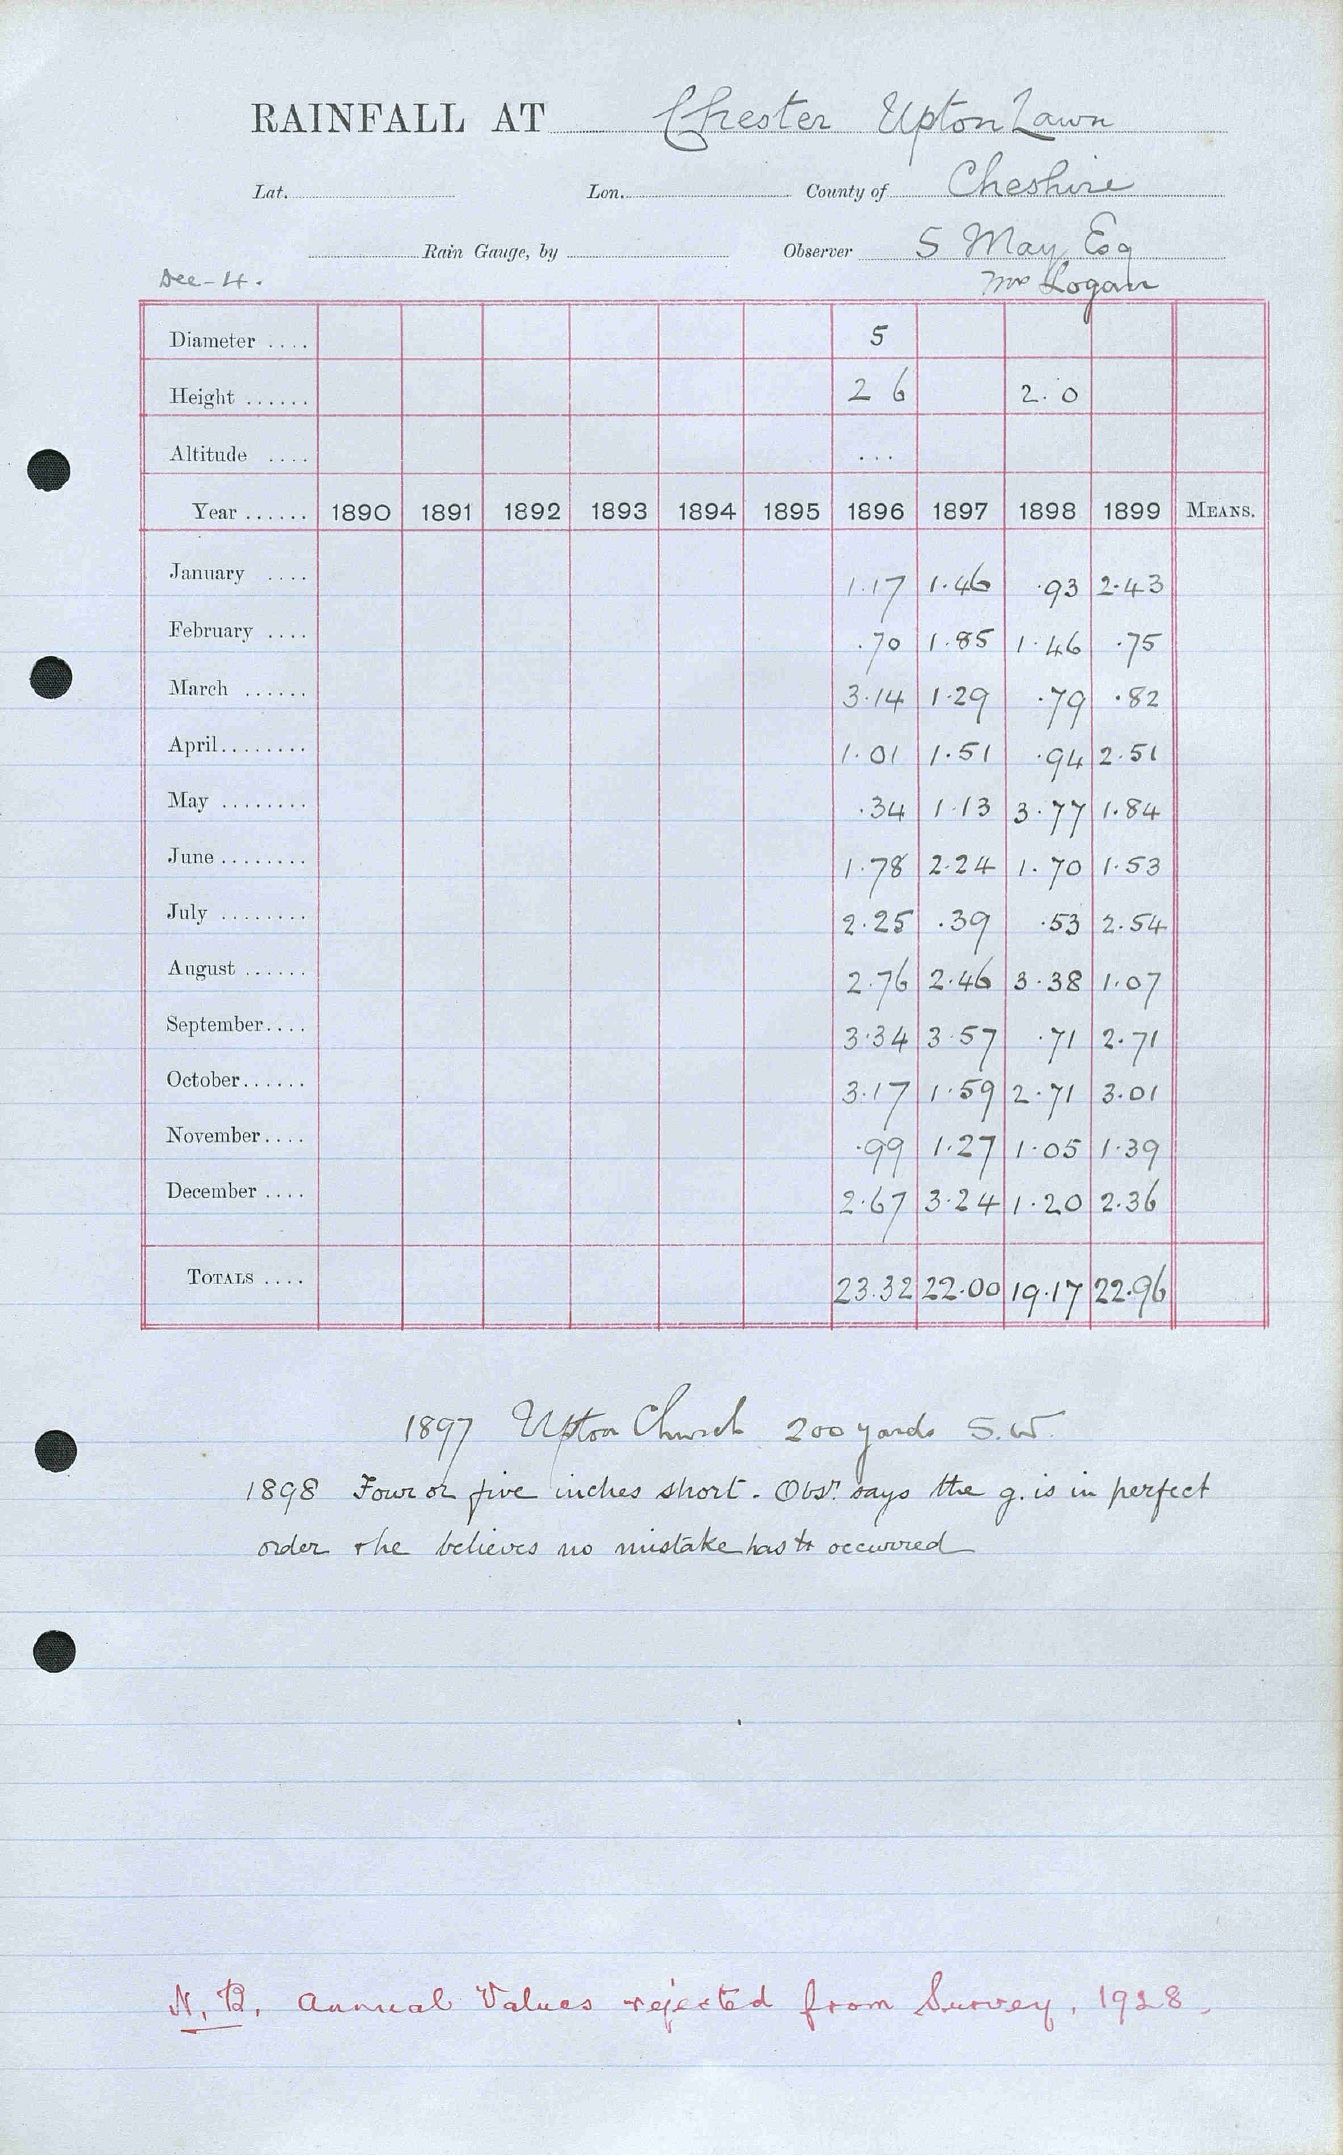 RAINFALL AT Chester Upton Lawn
Lat. Lon. County of Cheshire
Rain Gauge, by Observer S May Esq
Dec-4. Mrs Logan
Diameter .... 5
Height ...... 2 6 2.0
Altitude .... ...
Year ...... 1890 1891 1892 1893 1894 1895 1896 1897 1898 1899 MEANS.
January .... 1.17 1.46 .93 2.43
February .... .70 1.85 1.46 .75
March ...... 3.14 1.29 .79 .82
April ........ 1.01 1.51 .94 2.51
May ........ .34 1.13 3.77 1.84
June ........ 1.78 2.24 1.70 1.53
July ........ 2.25 .39 .53 2.54
August ...... 2.76 2.46 3.38 1.07
September .... 3.34 3.57 .71 2.71
October ...... 3.17 1.59 2.71 3.01
November .... .99 1.27 1.05 1.39
December .... 2.67 3.24 1.20 2.36
TOTALS .... 23.32 22.00 19.17 22.96
1897 Upton Church 200 yards S.W.
1898 Four or five inches short. Obsr. says the g. is in perfect
order & he believes no mistake has occurred
N.B. Annual Values rejected from Survey, 1928.